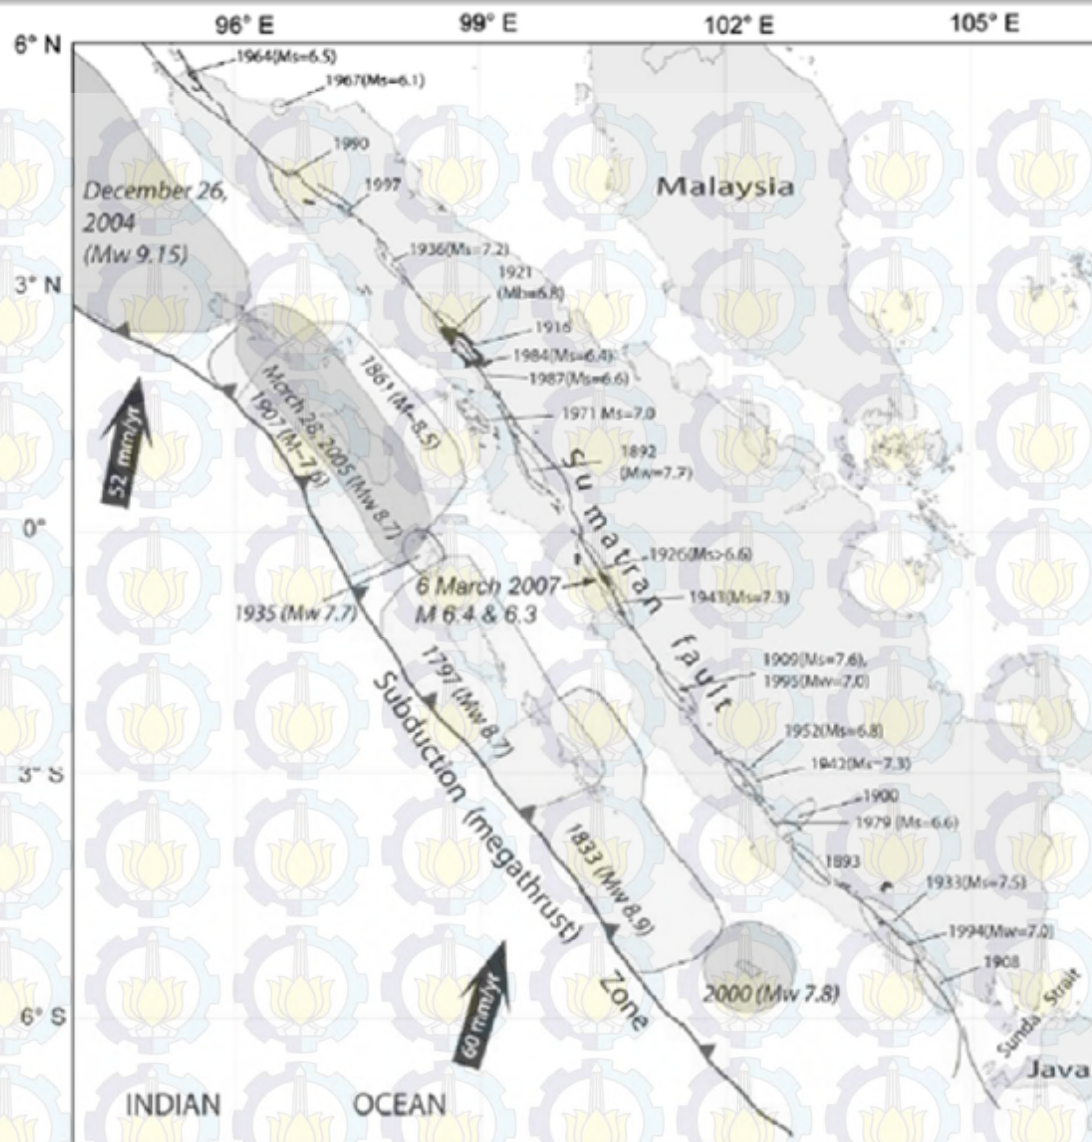 96° E 99° E 102° E 105° E
6° N
1964(Ms=6.5)
1967(Ms=6.1)
1990
1997
Malaysia
December 26,
2004
(Mw 9.15)
1936(Ms=7.2)
3° N
1921
(Mb=6.8)
1916
1984(Ms=6.4)
1987(Ms=6.6)
1861 (M=8.5)
March 28, 2005 (Mw 8.7)
1907 (M=7.6)
52 mm/yr
1971 Ms=7.0
1892
(Mw=7.7)
Sumatran fault
0°
1926(Ms>6.6)
6 March 2007
M 6.4 & 6.3
1943(Ms=7.3)
1935 (Mw 7.7)
1797 (Mw 8.7)
1909(Ms=7.6),
1995(Mw=7.0)
Subduction (megathrust) Zone
1952(Ms=6.8)
1942(Ms=7.3)
3° S
1900
1979 (Ms=6.6)
1833 (Mw 8.9)
1893
1933(Ms=7.5)
1994(Mw=7.0)
1908
60 mm/yr
2000 (Mw 7.8)
6° S
Sunda Strait
Java
INDIAN OCEAN